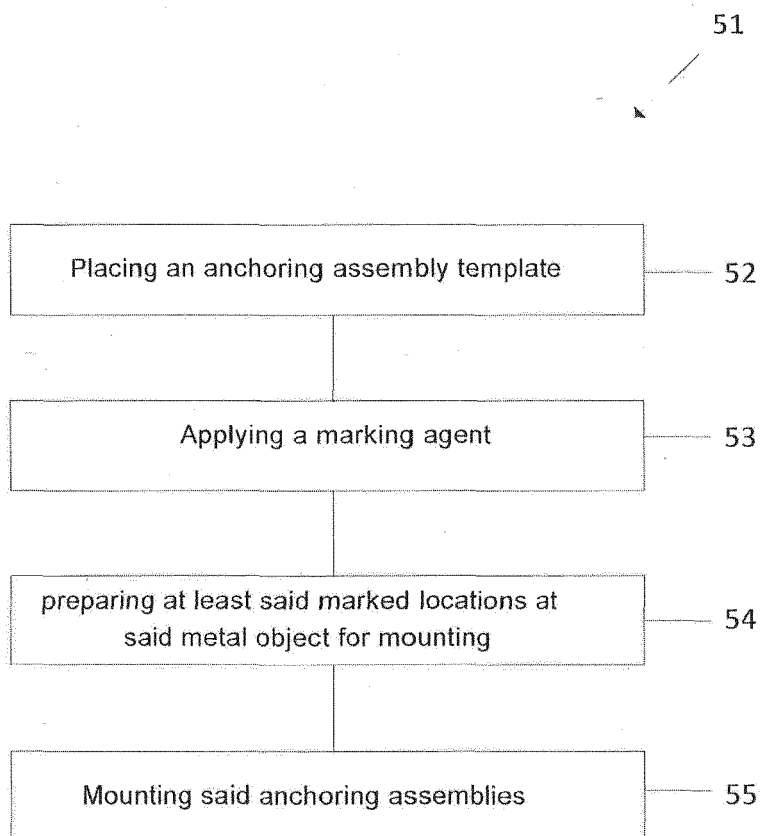 51
Placing an anchoring assembly template
52
Applying a marking agent
53
preparing at least said marked locations at
said metal object for mounting
54
Mounting said anchoring assemblies
55